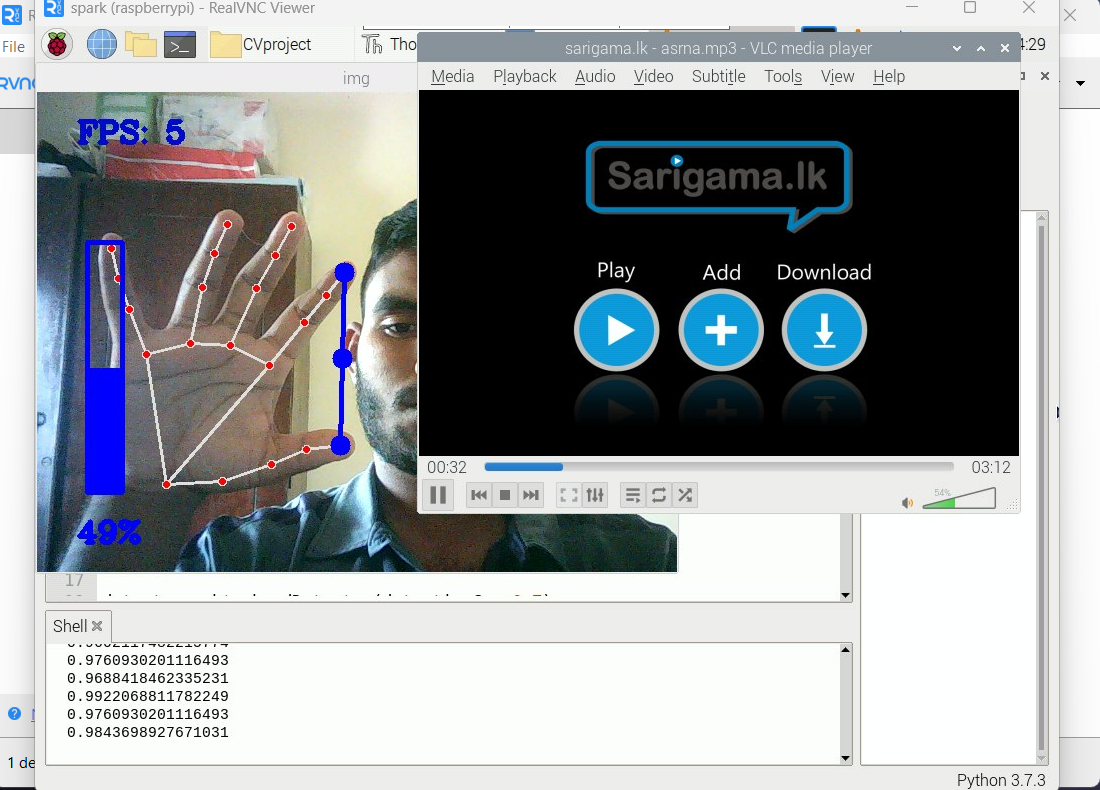 spark (raspberrypi) - RealVNC Viewer
File
CVproject
Th Tho
4:29
img
sarigama.lk - asrna.mp3 - VLC media player
Media Playback Audio Video Subtitle Tools View Help
FPS: 5
Sarigama.lk
Play Add Download
00:32 03:12
54%
49%
17
Shell
0.9760930201116493
0.9688418462335231
0.9922068811782249
0.9760930201116493
0.9843698927671031
1 de
Python 3.7.3